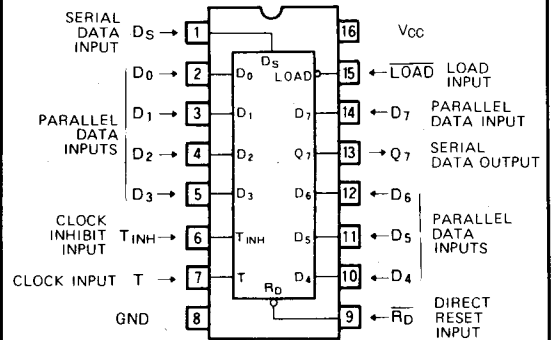 SERIAL
DATA
INPUT
DS
1
16
VCC
DS
D0
2
D0
LOAD
15
LOAD
LOAD
INPUT
D1
3
D1
D7
14
D7
PARALLEL
DATA INPUT
PARALLEL
DATA
INPUTS
D2
4
D2
Q7
13
Q7
SERIAL
DATA OUTPUT
D3
5
D3
D6
12
D6
CLOCK
INHIBIT
INPUT
TINH
6
TINH
D5
11
D5
PARALLEL
DATA
INPUTS
CLOCK INPUT
T
7
T
D4
10
D4
GND
8
RD
9
RD
DIRECT
RESET
INPUT